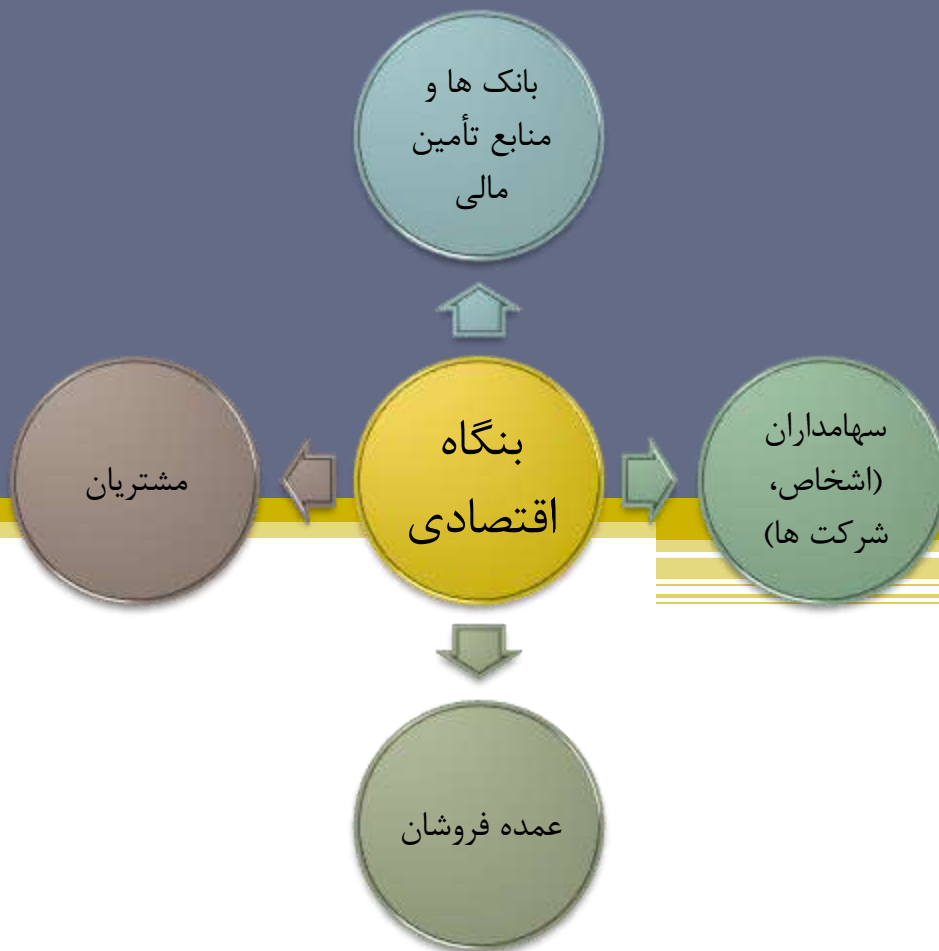 بانک ها و
منابع تأمین
مالی
سهامداران
(اشخاص،
شرکت ها)
بنگاه
اقتصادی
مشتریان
عمده فروشان